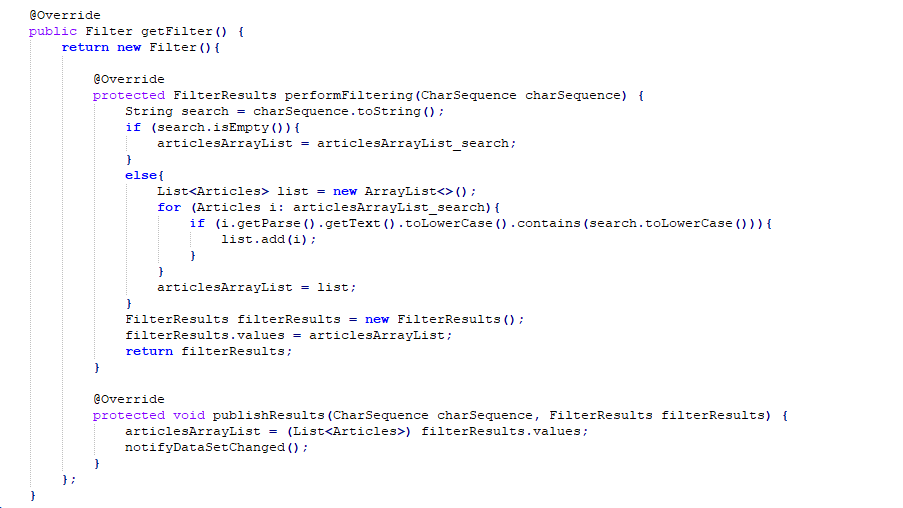 @Override
public Filter getFilter() {
    return new Filter(){

        @Override
        protected FilterResults performFiltering(CharSequence charSequence) {
            String search = charSequence.toString();
            if (search.isEmpty()){
                articlesArrayList = articlesArrayList_search;
            }
            else{
                List<Articles> list = new ArrayList<>();
                for (Articles i: articlesArrayList_search){
                    if (i.getParse().getText().toLowerCase().contains(search.toLowerCase())){
                        list.add(i);
                    }
                }
                articlesArrayList = list;
            }
            FilterResults filterResults = new FilterResults();
            filterResults.values = articlesArrayList;
            return filterResults;
        }

        @Override
        protected void publishResults(CharSequence charSequence, FilterResults filterResults) {
            articlesArrayList = (List<Articles>) filterResults.values;
            notifyDataSetChanged();
        }
    };
}